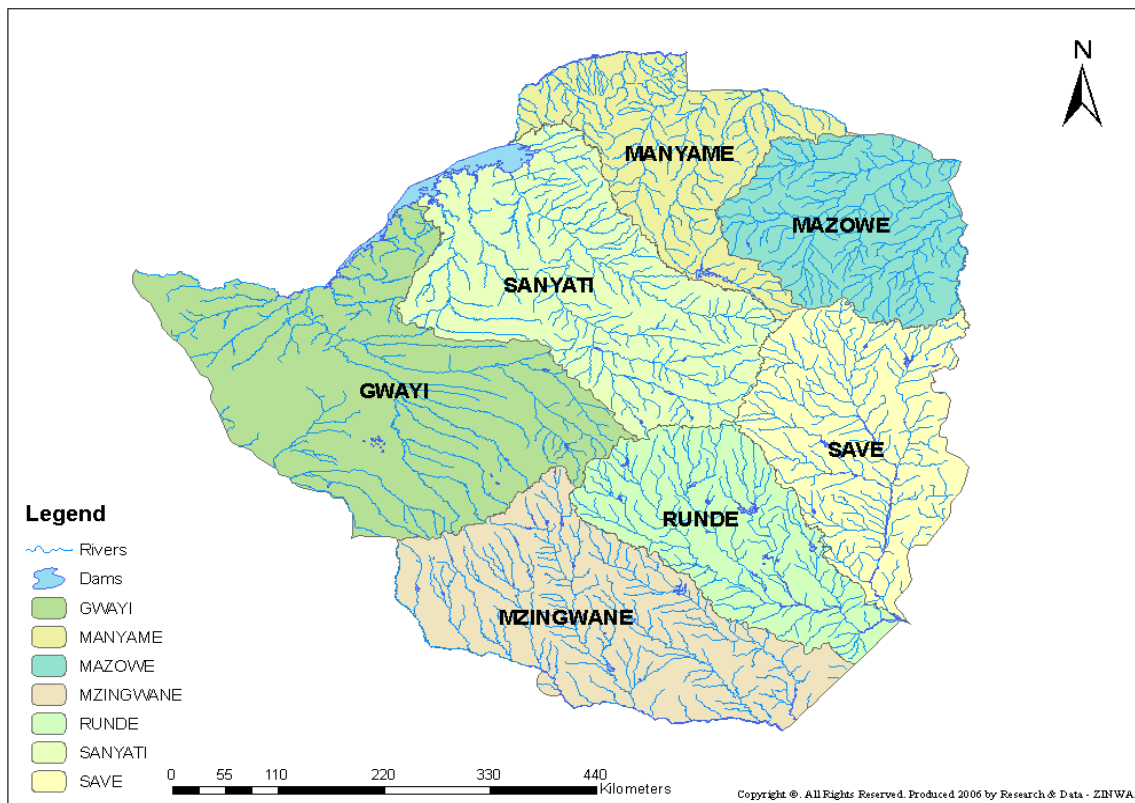 N
MANYAME
MAZOWE
SANYATI
GWAYI
SAVE
RUNDE
MZINGWANE
Legend
Rivers
Dams
GWAYI
MANYAME
MAZOWE
MZINGWANE
RUNDE
SANYATI
SAVE
0 55 110 220 330 440
Kilometers
Copyright ©. All Rights Reserved. Produced 2006 by Research & Data - ZINWA.